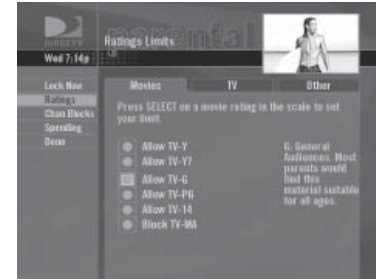 DIRECTV
parental
Ratings Limits
Wed 7:14p
Lock Now
Ratings
Chan Blocks
Spending
Done
Movies
TV
Other
Press SELECT on a movie rating in the scale to set
your limit.
Allow TV-Y
Allow TV-Y7
Allow TV-G
Allow TV-PG
Allow TV-14
Block TV-MA
G: General
Audiences. Most
parents would
find this
material suitable
for all ages.